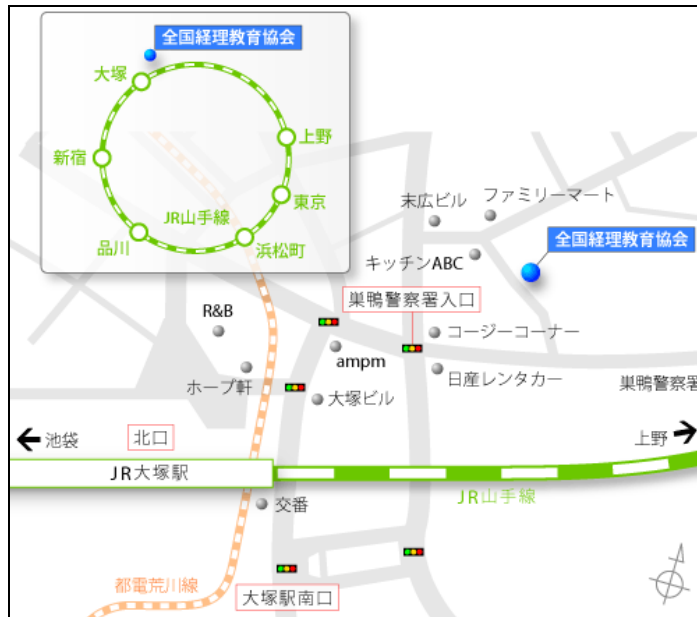 全国経理教育協会
大塚
上野
新宿
東京
JR山手線
品川
浜松町
末広ビル
ファミリーマート
全国経理教育協会
キッチンABC
巣鴨警察署入口
R&B
コージーコーナー
ampm
ホープ軒
日産レンタカー
大塚ビル
巣鴨警察署
池袋
北口
上野
JR大塚駅
JR山手線
交番
都電荒川線
大塚駅南口